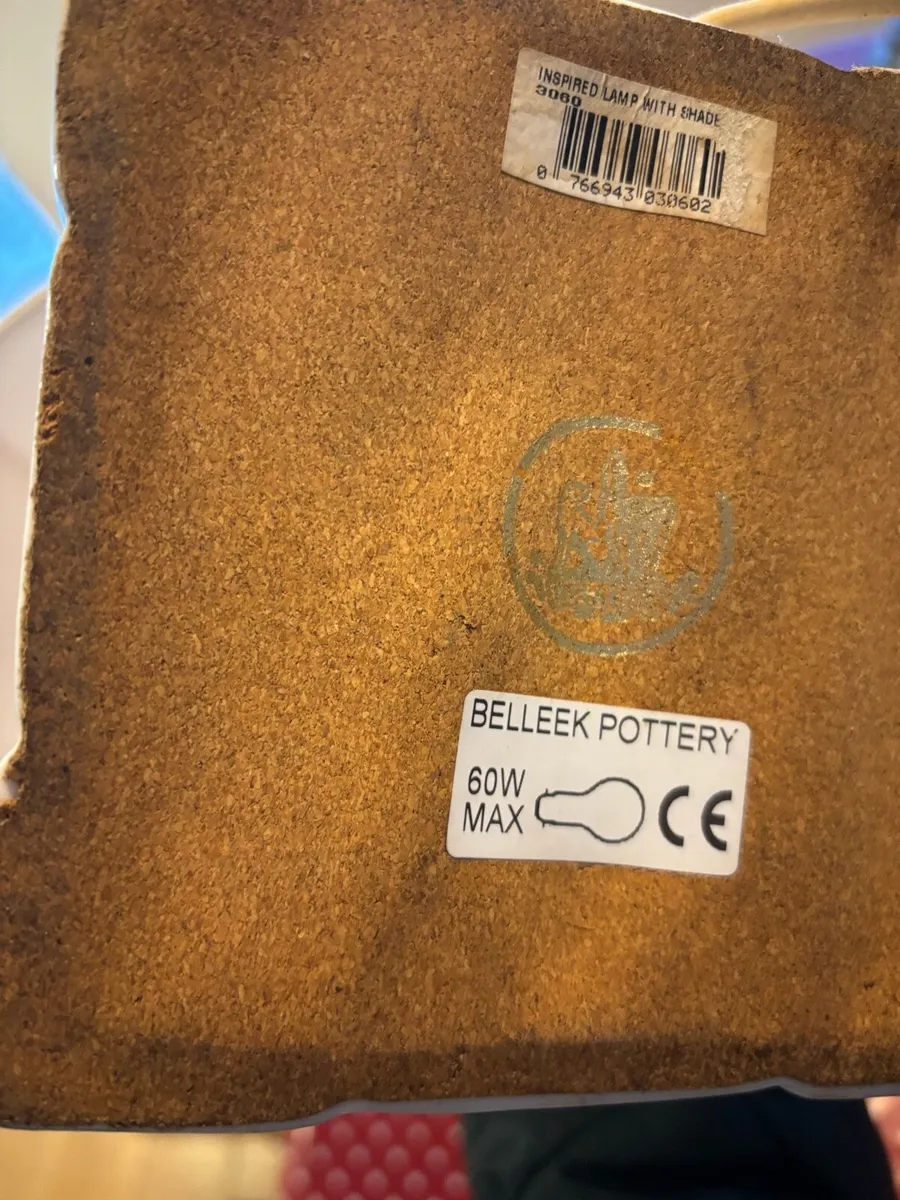 INSPIRED LAMP WITH SHADE
3060
0 766943 030602
BELLEEK POTTERY
60W
MAX
CE